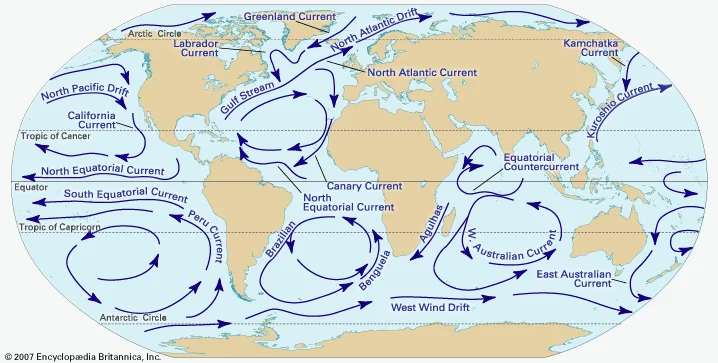 Greenland Current
North Atlantic Drift
Arctic Circle
Labrador
Current
Kamchatka
Current
North Atlantic Current
North Pacific Drift
Gulf Stream
Kuroshio Current
California
Current
Tropic of Cancer
Equatorial
Countercurrent
North Equatorial Current
Canary Current
Equator
South Equatorial Current
North
Equatorial Current
Peru Current
Brazilian
Agulhas
Tropic of Capricorn
W. Australian Current
Benguela
East Australian
Current
West Wind Drift
Antarctic Circle
© 2007 Encyclopædia Britannica, Inc.